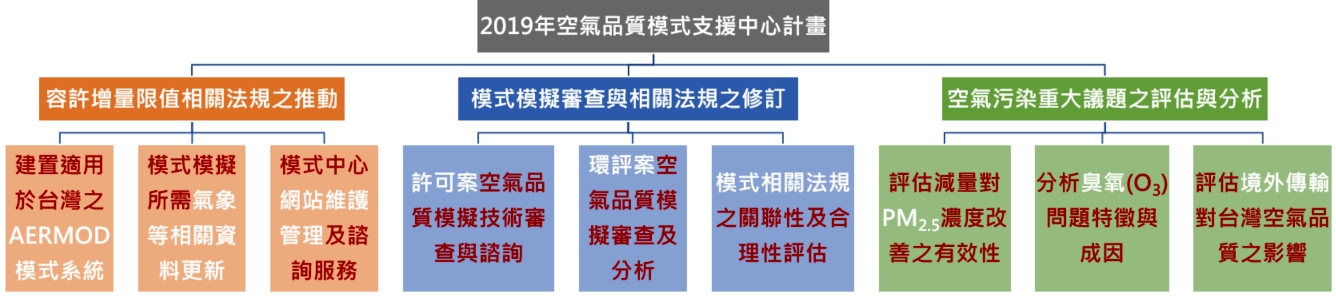 2019年空氣品質模式支援中心計畫
容許增量限值相關法規之推動
模式模擬審查與相關法規之修訂
空氣污染重大議題之評估與分析
建置適用
於台灣之
AERMOD
模式系統
模式模擬
所需氣象
等相關資
料更新
模式中心
網站維護
管理及諮
詢服務
許可案空氣品
質模擬技術審
查與諮詢
環評案空
氣品質模
擬審查及
分析
模式相關法規
之關聯性及合
理性評估
評估減量對
PM2.5濃度改
善之有效性
分析臭氧(O3)
問題特徵與
成因
評估境外傳輸
對台灣空氣品
質之影響